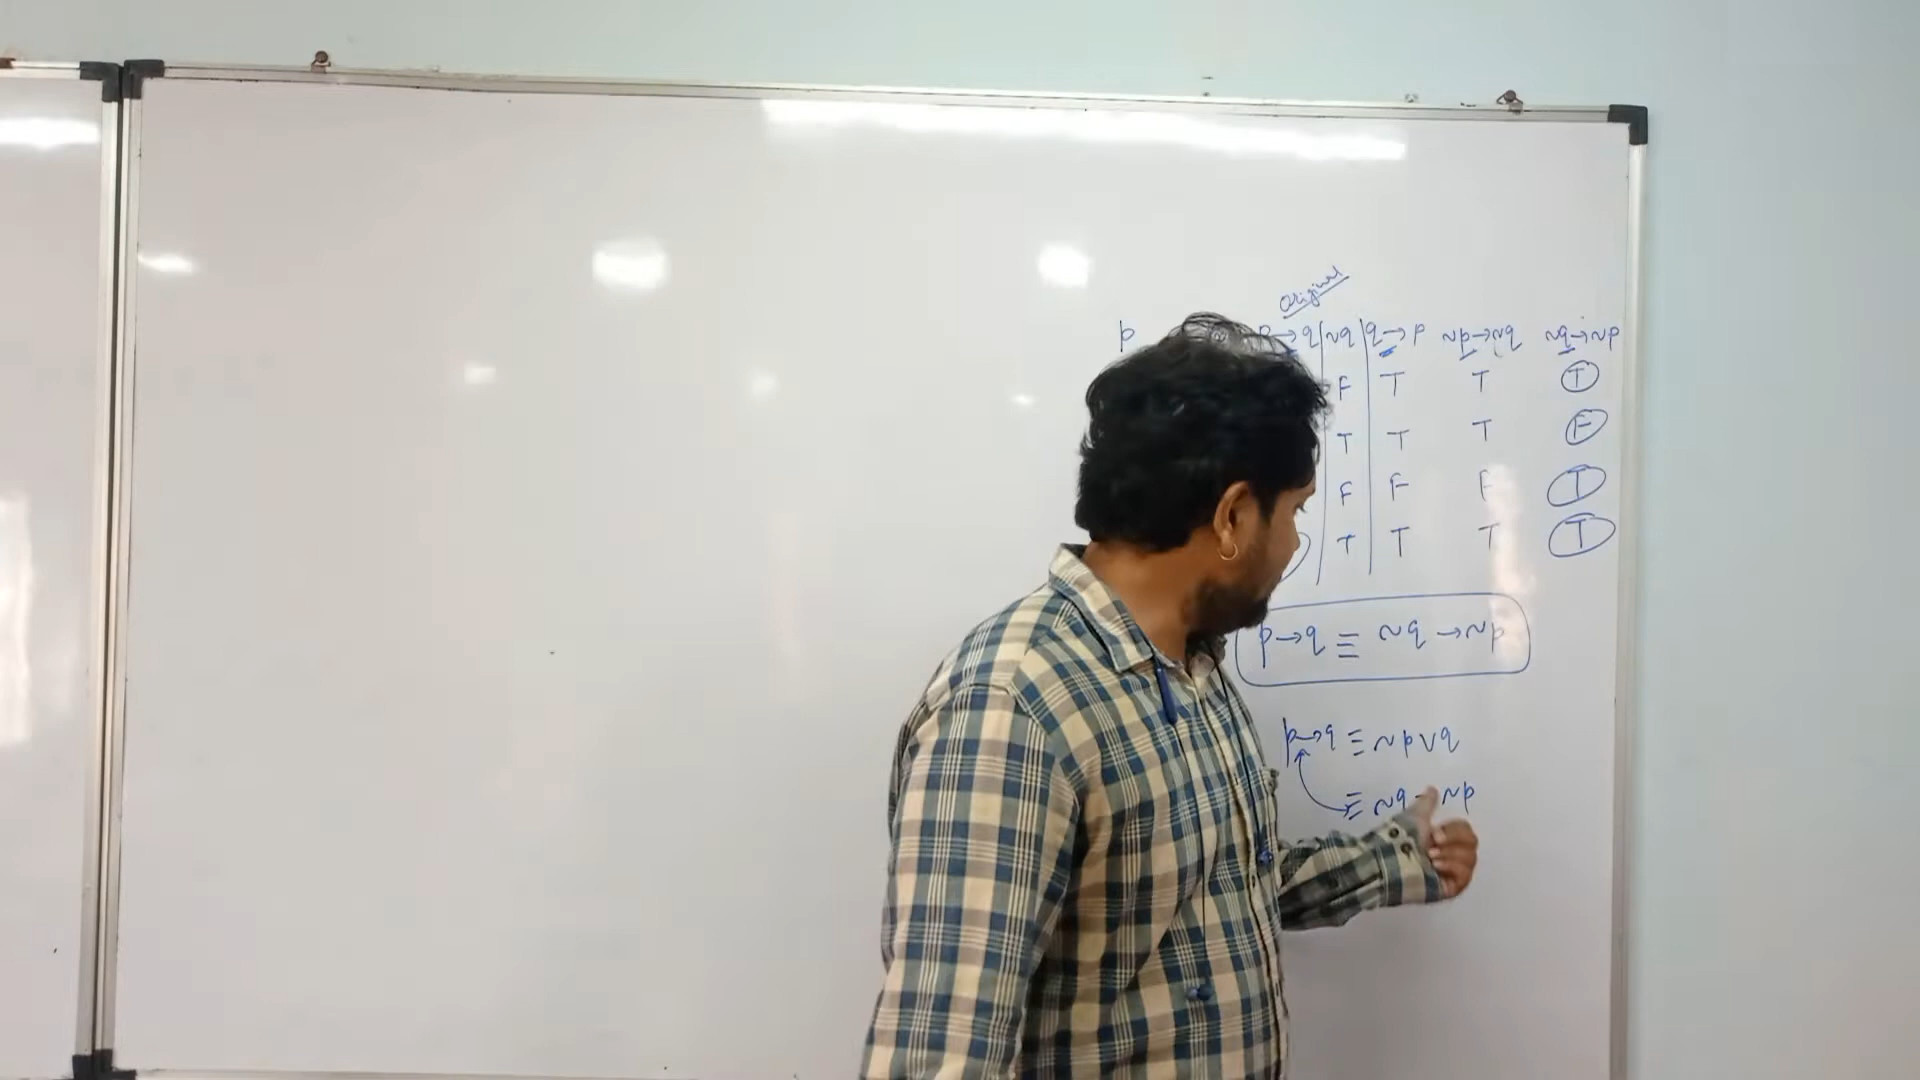 Original
p → q ~q q → p ~p → ~q ~q → ~p
F T T T
T T T F
F F F T
T T T T
p → q ≡ ~q → ~p
p → q ≡ ~p ∨ q
≡ ~q → ~p